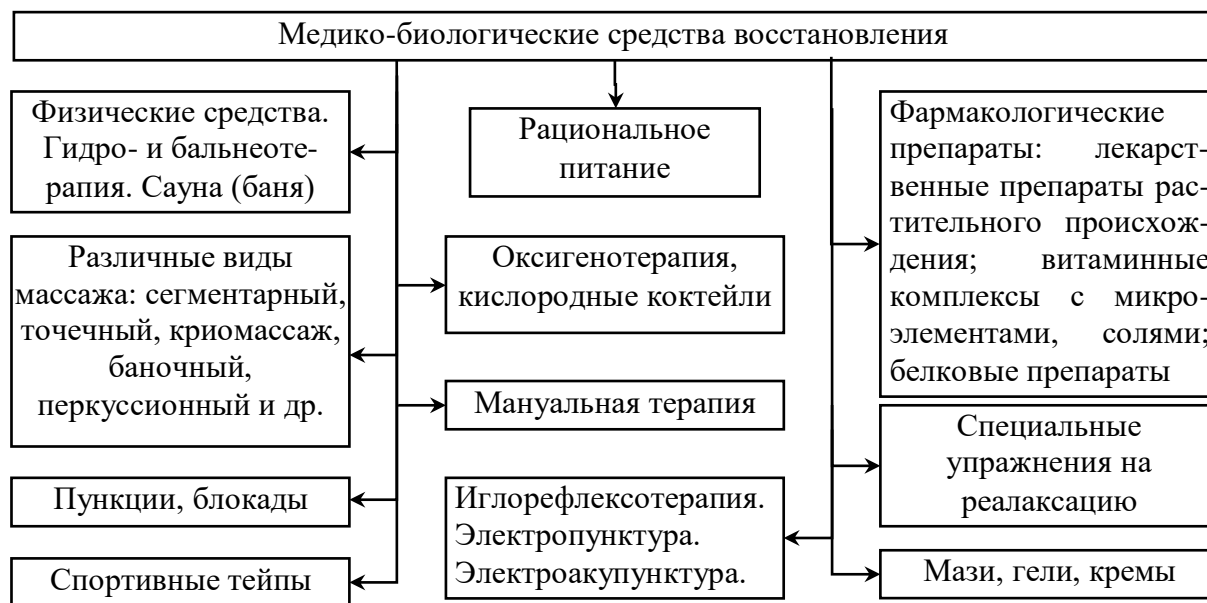 Медико-биологические средства восстановления
Физические средства.
Гидро- и бальнеоте-
рапия. Сауна (баня)
Различные виды
массажа: сегментарный,
точечный, криомассаж,
баночный,
перкуссионный и др.
Пункции, блокады
Спортивные тейпы
Рациональное
питание
Оксигенотерапия,
кислородные коктейли
Мануальная терапия
Иглорефлексотерапия.
Электропунктура.
Электроакупунктура.
Фармакологические
препараты: лекарст-
венные препараты рас-
тительного происхож-
дения; витаминные
комплексы с микро-
элементами, солями;
белковые препараты
Специальные
упражнения на
реалаксацию
Мази, гели, кремы